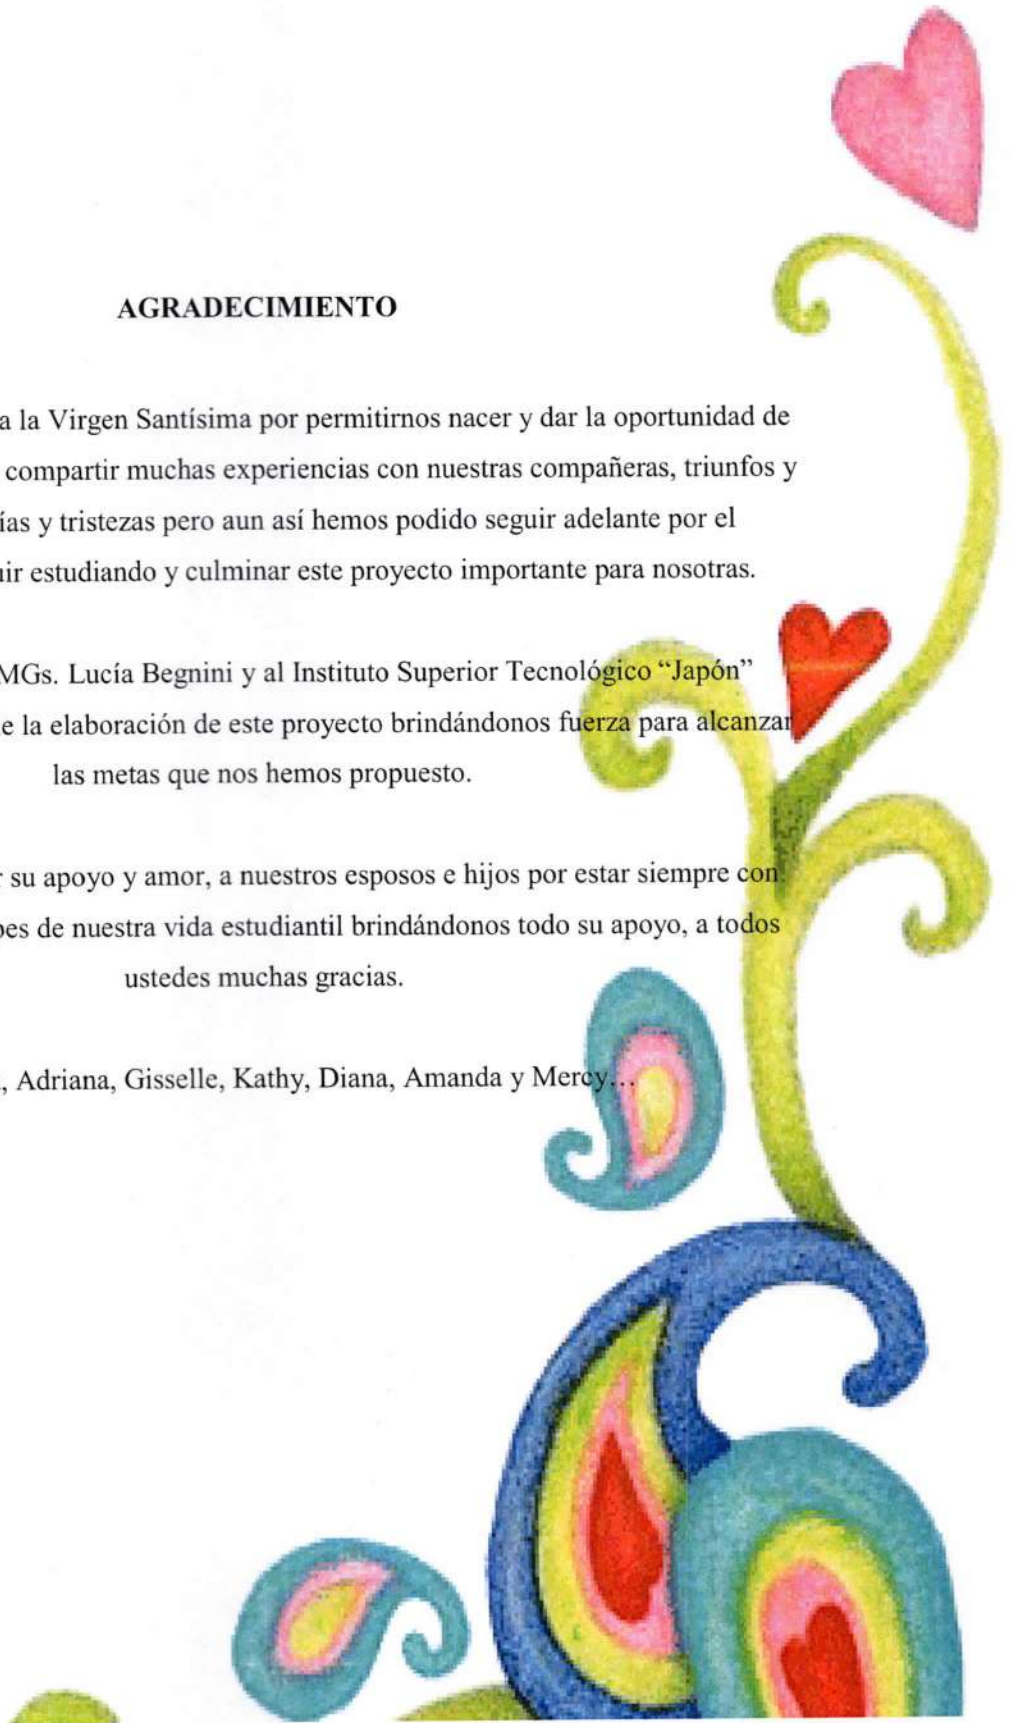 AGRADECIMIENTO
a la Virgen Santísima por permitirnos nacer y dar la oportunidad de
compartir muchas experiencias con nuestras compañeras, triunfos y
ías y tristezas pero aun así hemos podido seguir adelante por el
uir estudiando y culminar este proyecto importante para nosotras.
MGs. Lucía Begnini y al Instituto Superior Tecnológico “Japón”
e la elaboración de este proyecto brindándonos fuerza para alcanzar
las metas que nos hemos propuesto.
su apoyo y amor, a nuestros esposos e hijos por estar siempre con
es de nuestra vida estudiantil brindándonos todo su apoyo, a todos
ustedes muchas gracias.
, Adriana, Gisselle, Kathy, Diana, Amanda y Mercy…